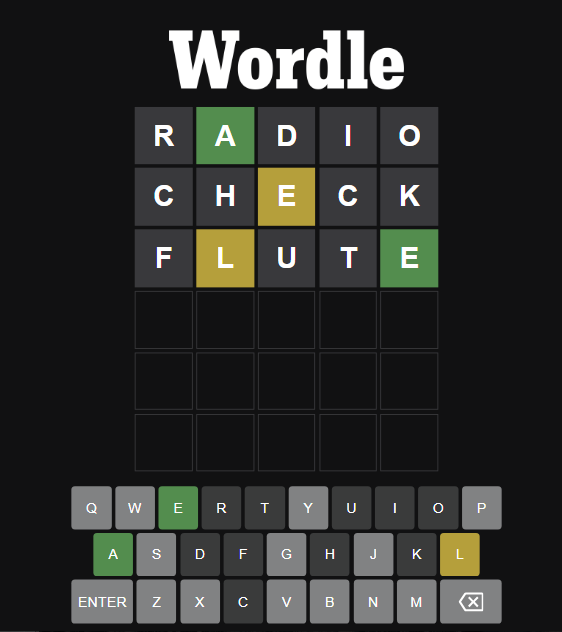 Wordle
R A D I O
C H E C K
F L U T E
Q W E R T Y U I O P
A S D F G H J K L
ENTER Z X C V B N M